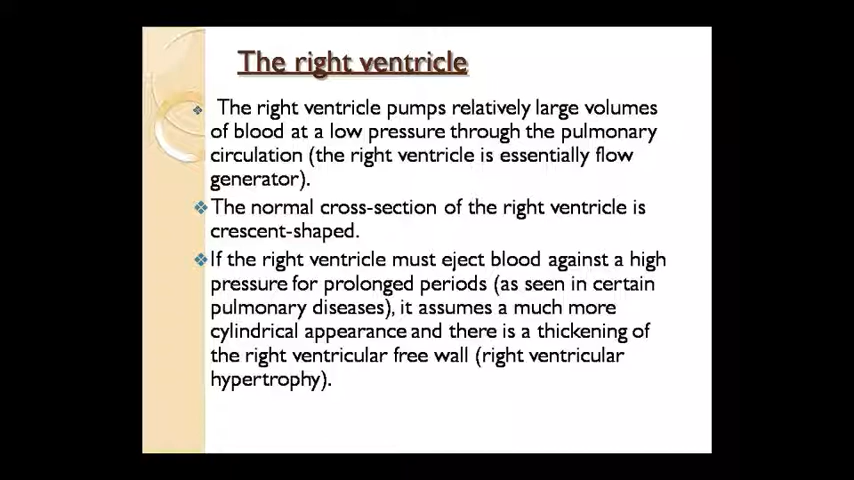 The right ventricle
The right ventricle pumps relatively large volumes
of blood at a low pressure through the pulmonary
circulation (the right ventricle is essentially flow
generator).
The normal cross-section of the right ventricle is
crescent-shaped.
If the right ventricle must eject blood against a high
pressure for prolonged periods (as seen in certain
pulmonary diseases), it assumes a much more
cylindrical appearance and there is a thickening of
the right ventricular free wall (right ventricular
hypertrophy).